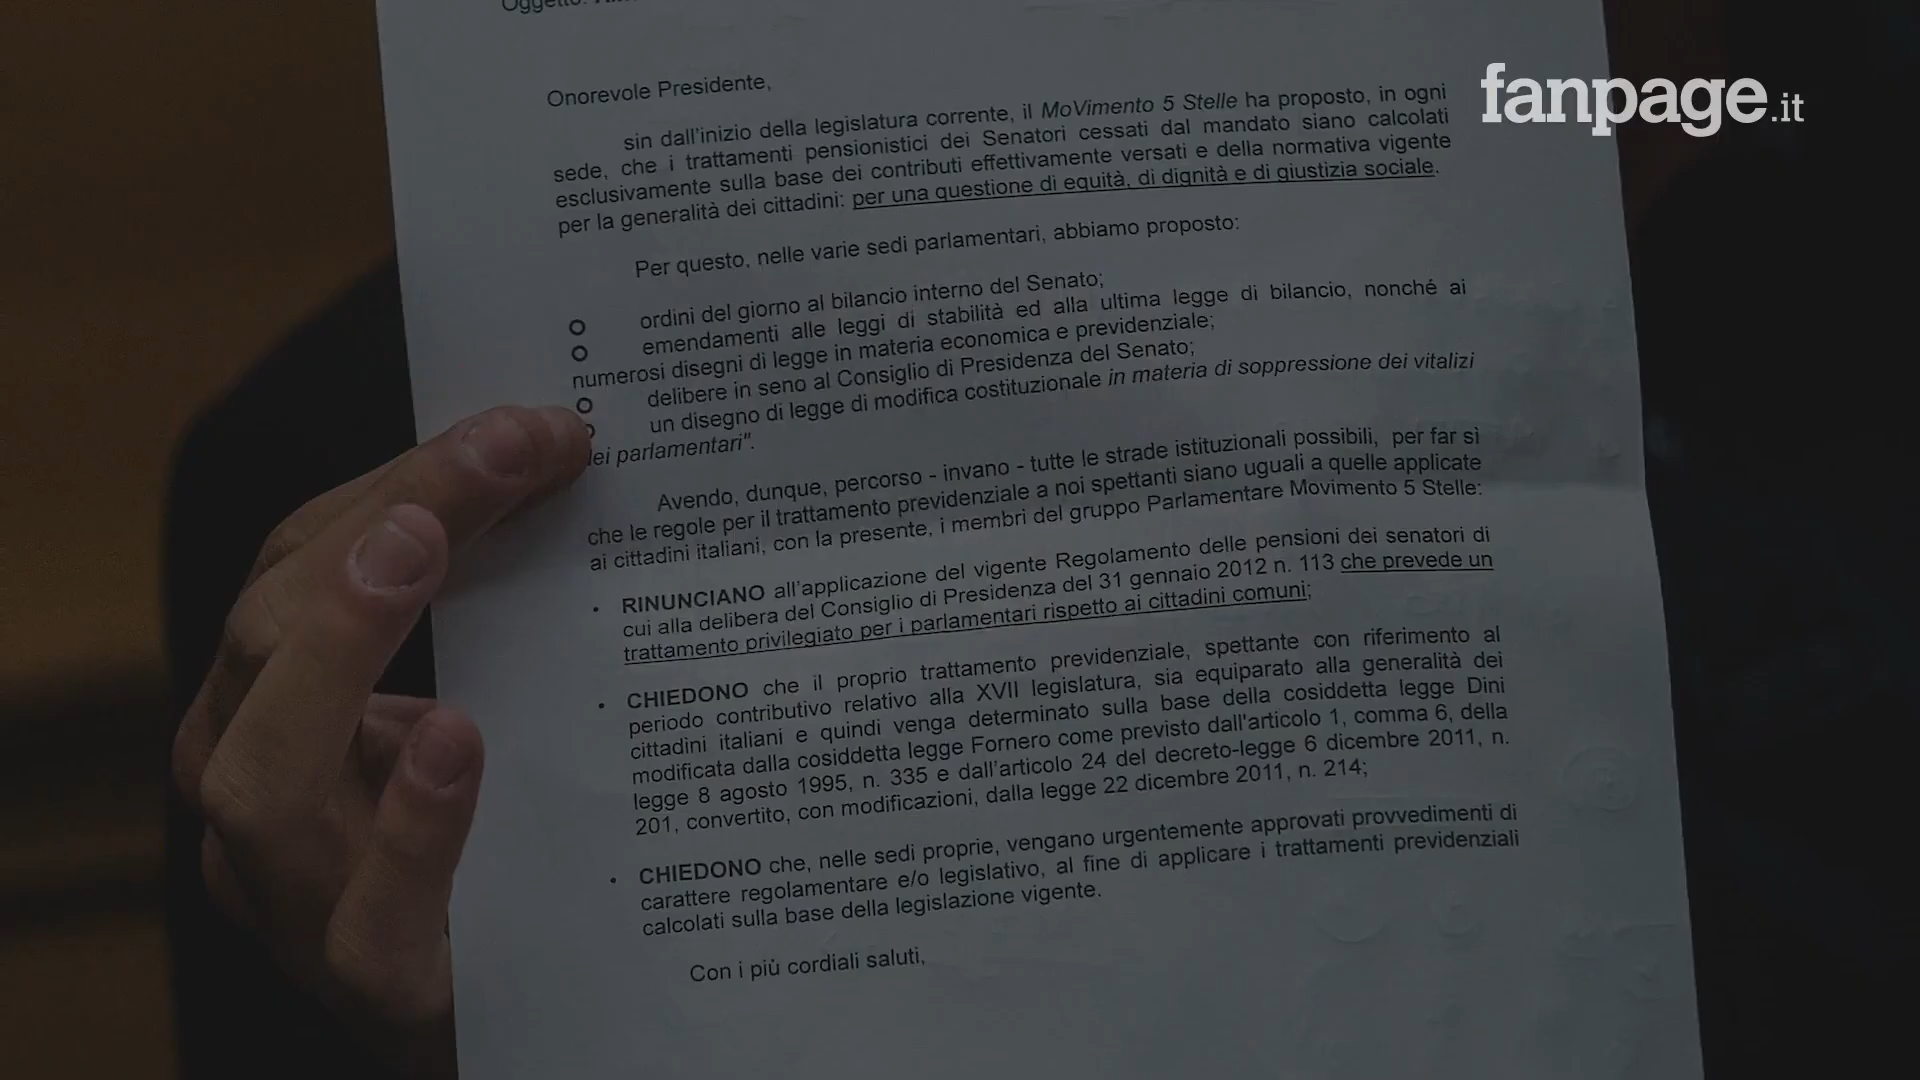 Oggetto:
fanpage.it
Onorevole Presidente,
sin dall'inizio della legislatura corrente, il MoVimento 5 Stelle ha proposto, in ogni
sede, che i trattamenti pensionistici dei Senatori cessati dal mandato siano calcolati
esclusivamente sulla base dei contributi effettivamente versati e della normativa vigente
per la generalità dei cittadini: per una questione di equità, di dignità e di giustizia sociale.
Per questo, nelle varie sedi parlamentari, abbiamo proposto:
ordini del giorno al bilancio interno del Senato;
emendamenti alle leggi di stabilità ed alla ultima legge di bilancio, nonché ai
numerosi disegni di legge in materia economica e previdenziale;
delibere in seno al Consiglio di Presidenza del Senato;
un disegno di legge di modifica costituzionale in materia di soppressione dei vitalizi
dei parlamentari".
Avendo, dunque, percorso - invano - tutte le strade istituzionali possibili, per far sì
che le regole per il trattamento previdenziale a noi spettanti siano uguali a quelle applicate
ai cittadini italiani, con la presente, i membri del gruppo Parlamentare Movimento 5 Stelle:
• RINUNCIANO all'applicazione del vigente Regolamento delle pensioni dei senatori di
cui alla delibera del Consiglio di Presidenza del 31 gennaio 2012 n. 113 che prevede un
trattamento privilegiato per i parlamentari rispetto ai cittadini comuni;
• CHIEDONO che il proprio trattamento previdenziale, spettante con riferimento al
periodo contributivo relativo alla XVII legislatura, sia equiparato alla generalità dei
cittadini italiani e quindi venga determinato sulla base della cosiddetta legge Dini
modificata dalla cosiddetta legge Fornero come previsto dall'articolo 1, comma 6, della
legge 8 agosto 1995, n. 335 e dall'articolo 24 del decreto-legge 6 dicembre 2011, n.
201, convertito, con modificazioni, dalla legge 22 dicembre 2011, n. 214;
• CHIEDONO che, nelle sedi proprie, vengano urgentemente approvati provvedimenti di
carattere regolamentare e/o legislativo, al fine di applicare i trattamenti previdenziali
calcolati sulla base della legislazione vigente.
Con i più cordiali saluti,